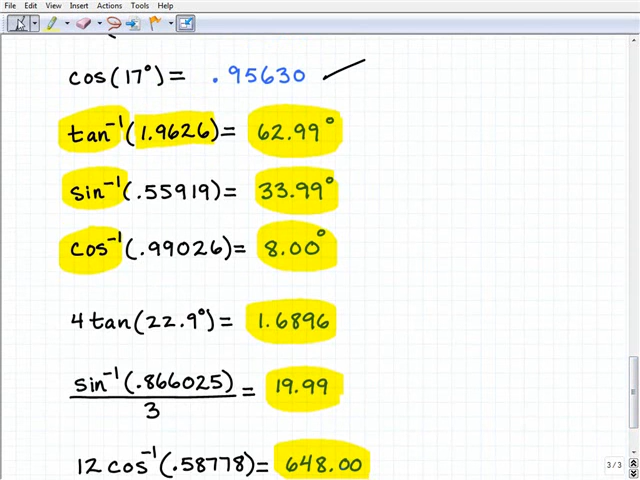 File Edit View Insert Actions Tools Help
cos(17°) = .95630
tan⁻¹(1.9626) = 62.99°
sin⁻¹(.55919) = 33.99°
cos⁻¹(.99026) = 8.00°
4 tan(22.9°) = 1.6896
sin⁻¹(.866025)
3
= 19.99
12 cos⁻¹(.58778) = 648.00
3/3